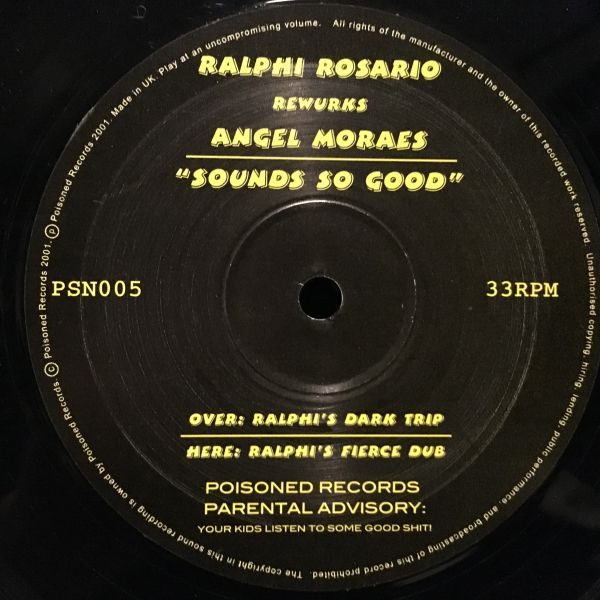 RALPHI ROSARIO
REWURKS
ANGEL MORAES
"SOUNDS SO GOOD"
PSN005
33RPM
OVER: RALPHI'S DARK TRIP
HERE: RALPHI'S FIERCE DUB
POISONED RECORDS
PARENTAL ADVISORY:
YOUR KIDS LISTEN TO SOME GOOD SHIT!
℗ Poisoned Records 2001. Made in UK. Play at an uncompromising volume. All rights of the manufacturer and the owner of this recorded work reserved. Unauthorised copying, hiring, lending, public performance, and broadcasting of this record prohibited. The copyright in this sound recording is owned by Poisoned Records. © Poisoned Records 2001.